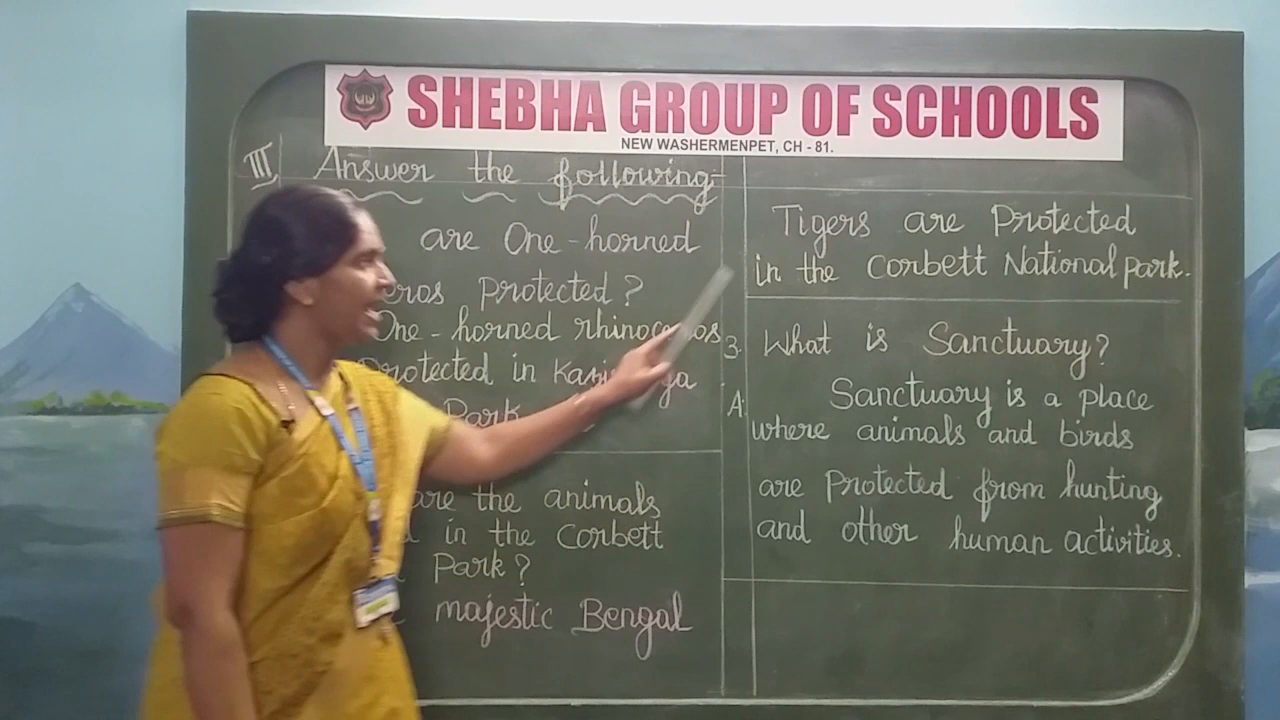 SHEBHA GROUP OF SCHOOLS
NEW WASHERMENPET, CH - 81.
III Answer the following:-
are One-horned
eros Protected?
One-horned rhinoceros
Protected in Kaziranga
Park
are the animals
in the Corbett
Park?
majestic Bengal
Tigers are Protected
in the Corbett National park.
3. What is Sanctuary?
A. Sanctuary is a place
where animals and birds
are Protected from hunting
and other human activities.